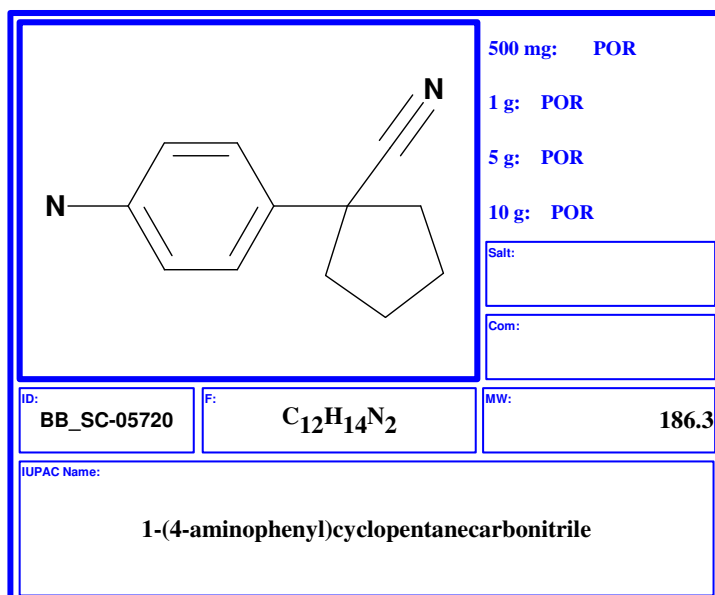 N
N
500 mg: POR
1 g: POR
5 g: POR
10 g: POR
Salt:
Com:
ID:
BB_SC-05720
F:
C12H14N2
MW:
186.3
IUPAC Name:
1-(4-aminophenyl)cyclopentanecarbonitrile